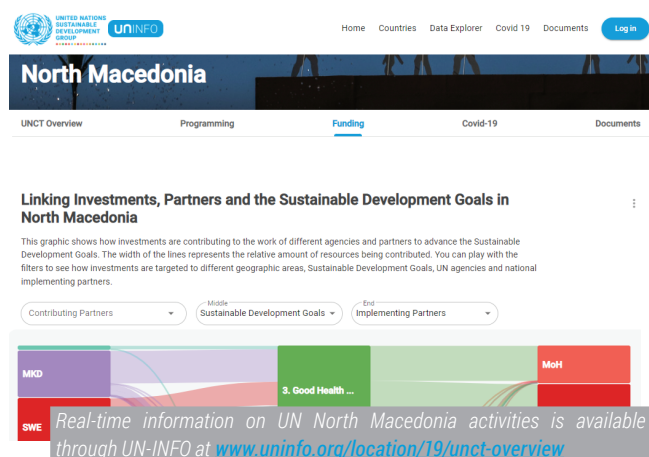 UNITED NATIONS
SUSTAINABLE
DEVELOPMENT
GROUP
UNINFO
Home Countries Data Explorer Covid 19 Documents Log in
North Macedonia
UNCT Overview Programming Funding Covid-19 Documents
Linking Investments, Partners and the Sustainable Development Goals in
North Macedonia
This graphic shows how investments are contributing to the work of different agencies and partners to advance the Sustainable
Development Goals. The width of the lines represents the relative amount of resources being contributed. You can play with the
filters to see how investments are targeted to different geographic areas, Sustainable Development Goals, UN agencies and national
implementing partners.
Middle End
Contributing Partners Sustainable Development Goals Implementing Partners
MKD 3. Good Health ... MoH
SWE
Real-time information on UN North Macedonia activities is available
through UN-INFO at www.uninfo.org/location/19/unct-overview